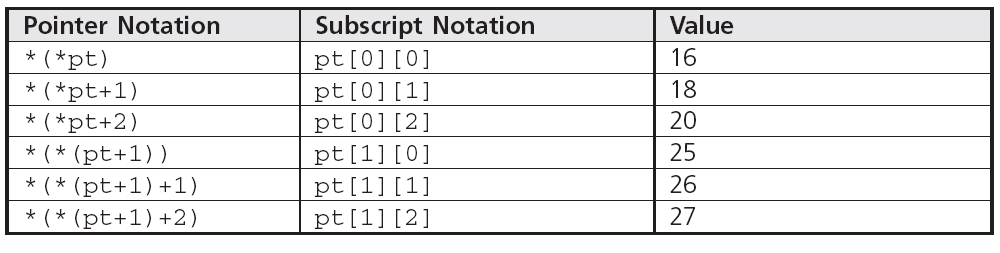 Pointer Notation Subscript Notation Value
*(*pt) pt[0][0] 16
*(*pt+1) pt[0][1] 18
*(*pt+2) pt[0][2] 20
*(*(pt+1)) pt[1][0] 25
*(*(pt+1)+1) pt[1][1] 26
*(*(pt+1)+2) pt[1][2] 27